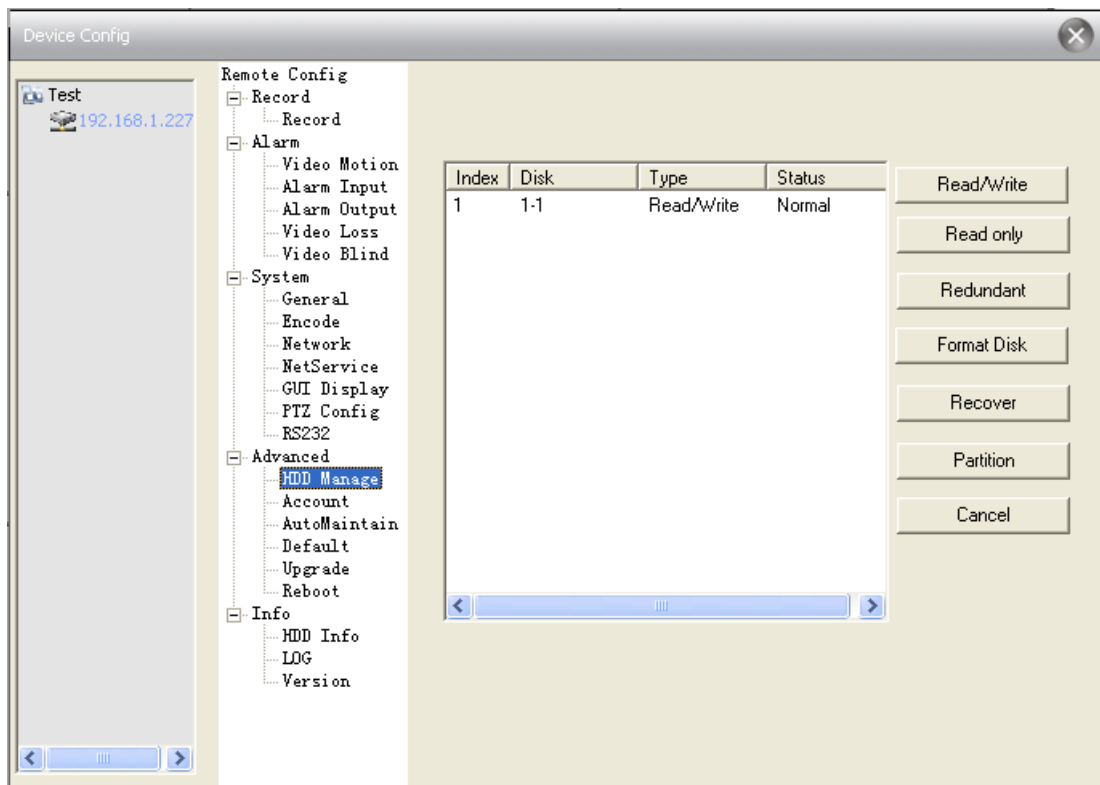 Device Config
Test
192.168.1.227
Remote Config
Record
Record
Alarm
Video Motion
Alarm Input
Alarm Output
Video Loss
Video Blind
System
General
Encode
Network
NetService
GUI Display
PTZ Config
RS232
Advanced
HDD Manage
Account
AutoMaintain
Default
Upgrade
Reboot
Info
HDD Info
LOG
Version
Index Disk Type Status
1 1-1 Read/Write Normal
Read/Write
Read only
Redundant
Format Disk
Recover
Partition
Cancel